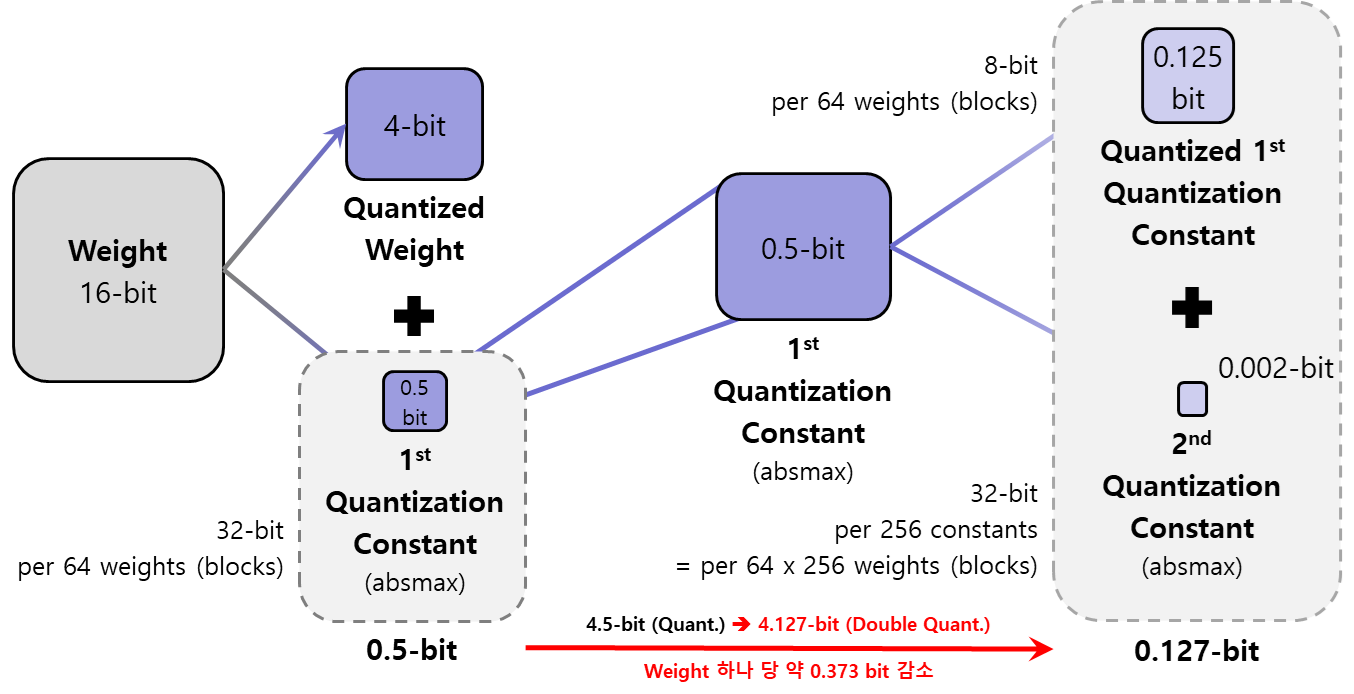 Weight
16-bit
4-bit
Quantized
Weight
0.5
bit
1st
Quantization
Constant
(absmax)
32-bit
per 64 weights (blocks)
0.5-bit
0.5-bit
1st
Quantization
Constant
(absmax)
8-bit
per 64 weights (blocks)
0.125
bit
Quantized 1st
Quantization
Constant
0.002-bit
2nd
Quantization
Constant
(absmax)
32-bit
per 256 constants
= per 64 x 256 weights (blocks)
0.127-bit
4.5-bit (Quant.) ➔ 4.127-bit (Double Quant.)
Weight 하나 당 약 0.373 bit 감소